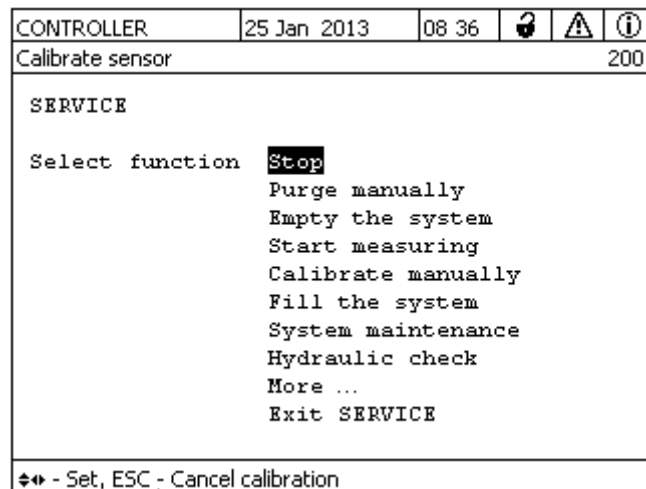 CONTROLLER 25 Jan 2013 08 36
Calibrate sensor 200
SERVICE
Select function Stop
Purge manually
Empty the system
Start measuring
Calibrate manually
Fill the system
System maintenance
Hydraulic check
More ...
Exit SERVICE
- Set, ESC - Cancel calibration